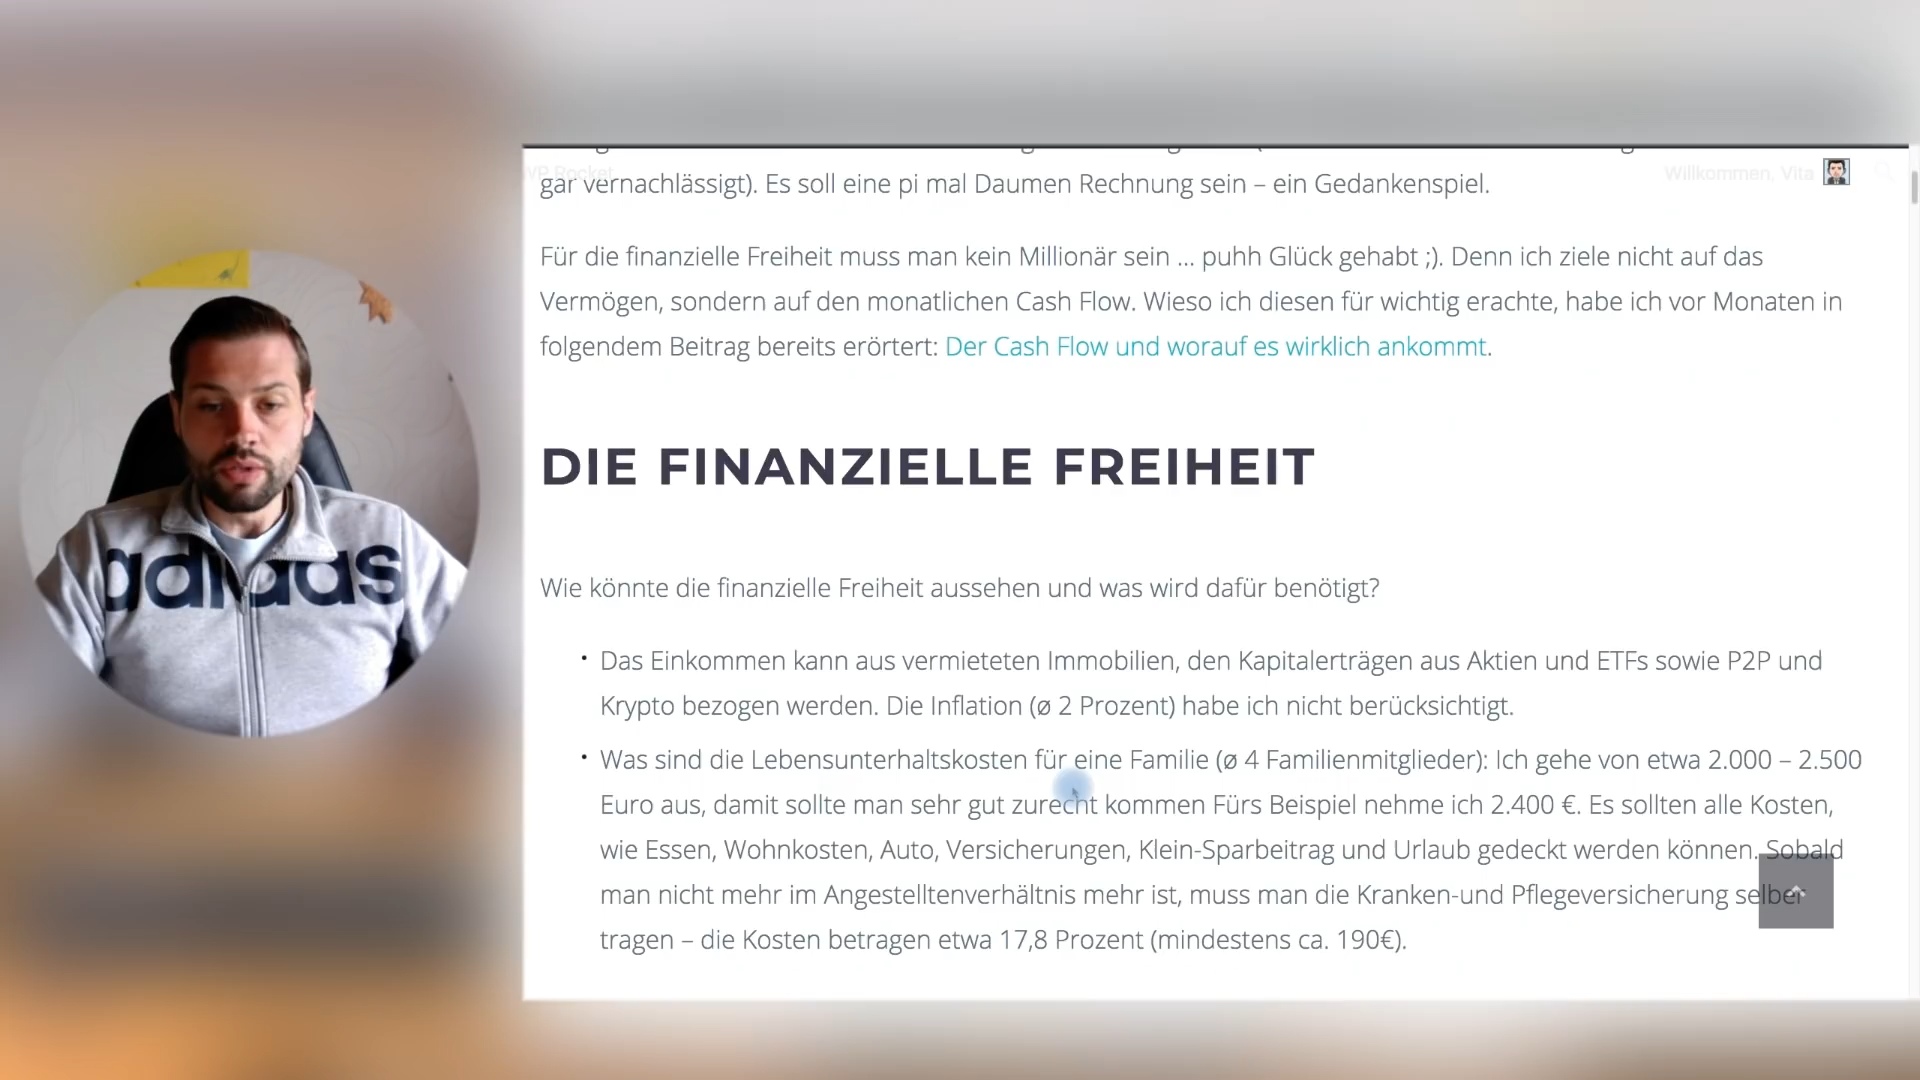 WP Rocket
Willkommen, Vita
gar vernachlässigt). Es soll eine pi mal Daumen Rechnung sein – ein Gedankenspiel.
Für die finanzielle Freiheit muss man kein Millionär sein ... puhh Glück gehabt ;). Denn ich ziele nicht auf das
Vermögen, sondern auf den monatlichen Cash Flow. Wieso ich diesen für wichtig erachte, habe ich vor Monaten in
folgendem Beitrag bereits erörtert: Der Cash Flow und worauf es wirklich ankommt.
DIE FINANZIELLE FREIHEIT
Wie könnte die finanzielle Freiheit aussehen und was wird dafür benötigt?
• Das Einkommen kann aus vermieteten Immobilien, den Kapitalerträgen aus Aktien und ETFs sowie P2P und
Krypto bezogen werden. Die Inflation (ø 2 Prozent) habe ich nicht berücksichtigt.
• Was sind die Lebensunterhaltskosten für eine Familie (ø 4 Familienmitglieder): Ich gehe von etwa 2.000 – 2.500
Euro aus, damit sollte man sehr gut zurecht kommen Fürs Beispiel nehme ich 2.400 €. Es sollten alle Kosten,
wie Essen, Wohnkosten, Auto, Versicherungen, Klein-Sparbeitrag und Urlaub gedeckt werden können. Sobald
man nicht mehr im Angestelltenverhältnis mehr ist, muss man die Kranken-und Pflegeversicherung selber
tragen – die Kosten betragen etwa 17,8 Prozent (mindestens ca. 190€).
adidas